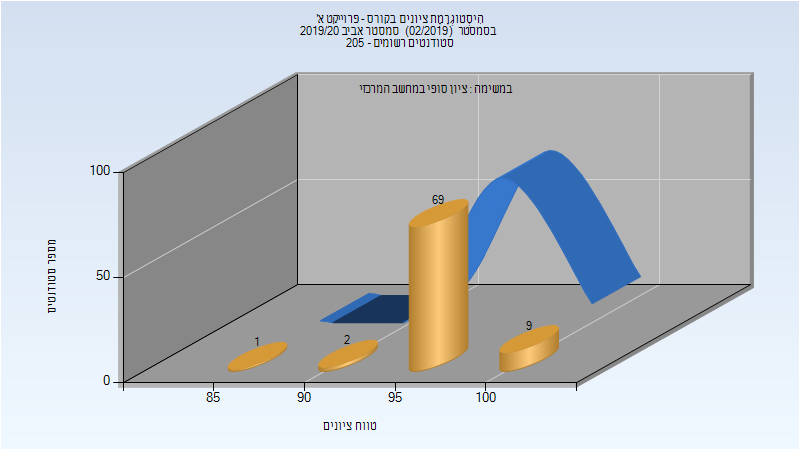 היסטוגרמת ציונים בקורס - פרוייקט א'
בסמסטר  (02/2019)  סמסטר אביב 2019/20
סטודנטים רשומים - 205
במשימה : ציון סופי במחשב המרכזי
100
50
0
מספר סטודנטים
1
2
69
9
85
90
95
100
טווח ציונים